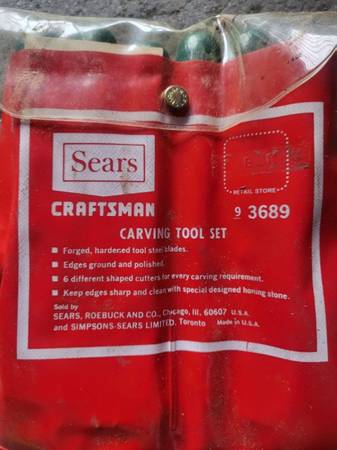 Sears
RETAIL STORE
CRAFTSMAN
9 3689
CARVING TOOL SET
Forged, hardened tool steel blades.
Edges ground and polished.
6 different shaped cutters for every carving requirement.
Keep edges sharp and clean with special designed honing stone.
Sold by
SEARS, ROEBUCK AND CO., Chicago, Ill. 60607 U.S.A.
and SIMPSONS-SEARS LIMITED, Toronto Made in U.S.A.